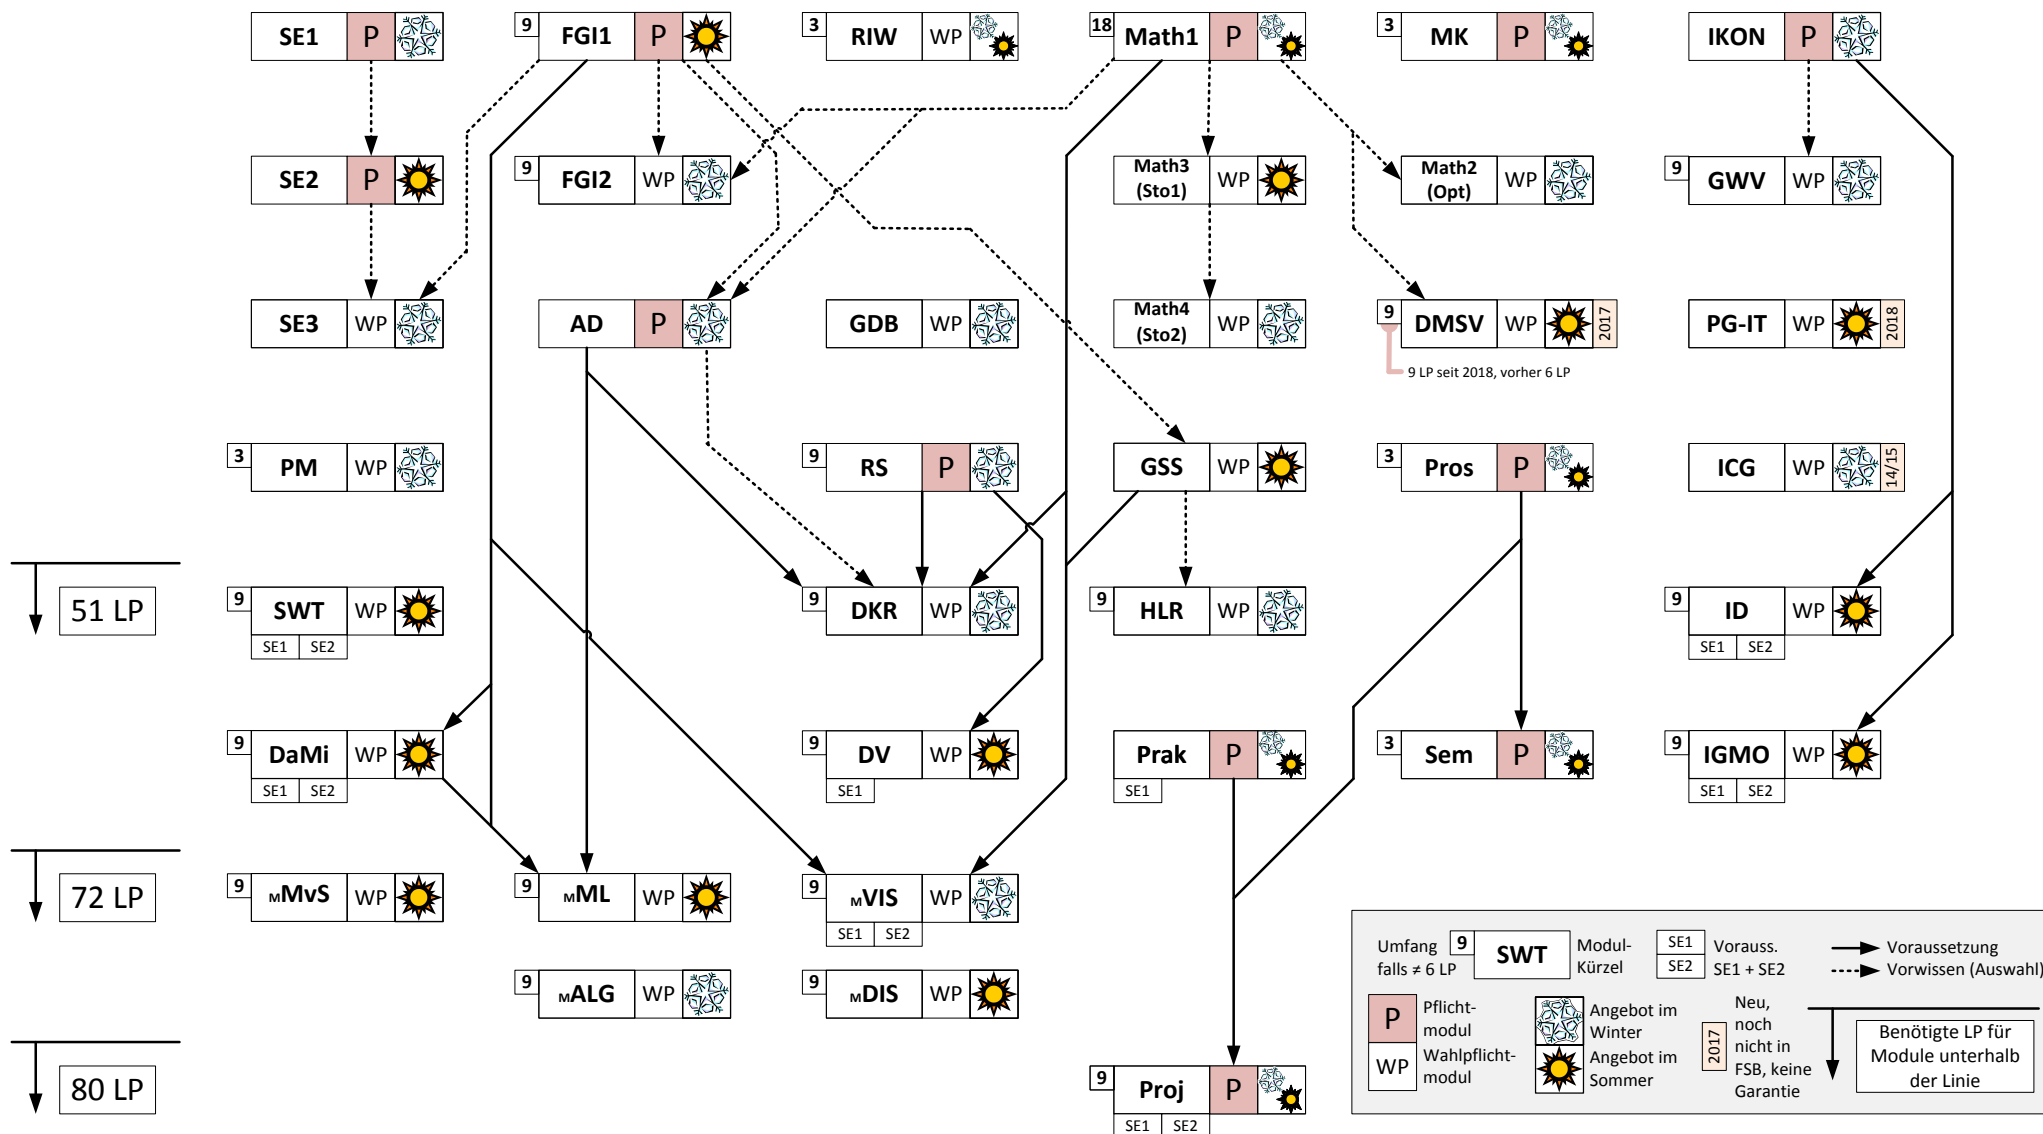 SE1 P
9 FGI1 P
3 RIW WP
18 Math1 P
3 MK P
IKON P
SE2 P
9 FGI2 WP
Math3 WP
(Sto1)
Math2 WP
(Opt)
9 GWV WP
SE3 WP
AD P
GDB WP
Math4 WP
(Sto2)
9 DMSV WP 2017
9 LP seit 2018, vorher 6 LP
PG-IT WP 2018
3 PM WP
9 RS P
GSS WP
3 Pros P
ICG WP 14/15
51 LP
9 SWT WP
SE1 SE2
9 DKR WP
9 HLR WP
9 ID WP
SE1 SE2
9 DaMi WP
SE1 SE2
9 DV WP
SE1
Prak P
SE1
3 Sem P
9 IGMO WP
SE1 SE2
72 LP
9 MMvS WP
9 MML WP
9 MVIS WP
SE1 SE2
9 MALG WP
9 MDIS WP
80 LP
9 Proj P
SE1 SE2
Umfang
falls ≠ 6 LP
9 SWT
Modul-
Kürzel
SE1
SE2
Vorauss.
SE1 + SE2
Voraussetzung
Vorwissen (Auswahl)
P
Pflicht-
modul
WP
Wahlpflicht-
modul
Angebot im
Winter
Angebot im
Sommer
2017
Neu,
noch
nicht in
FSB, keine
Garantie
Benötigte LP für
Module unterhalb
der Linie